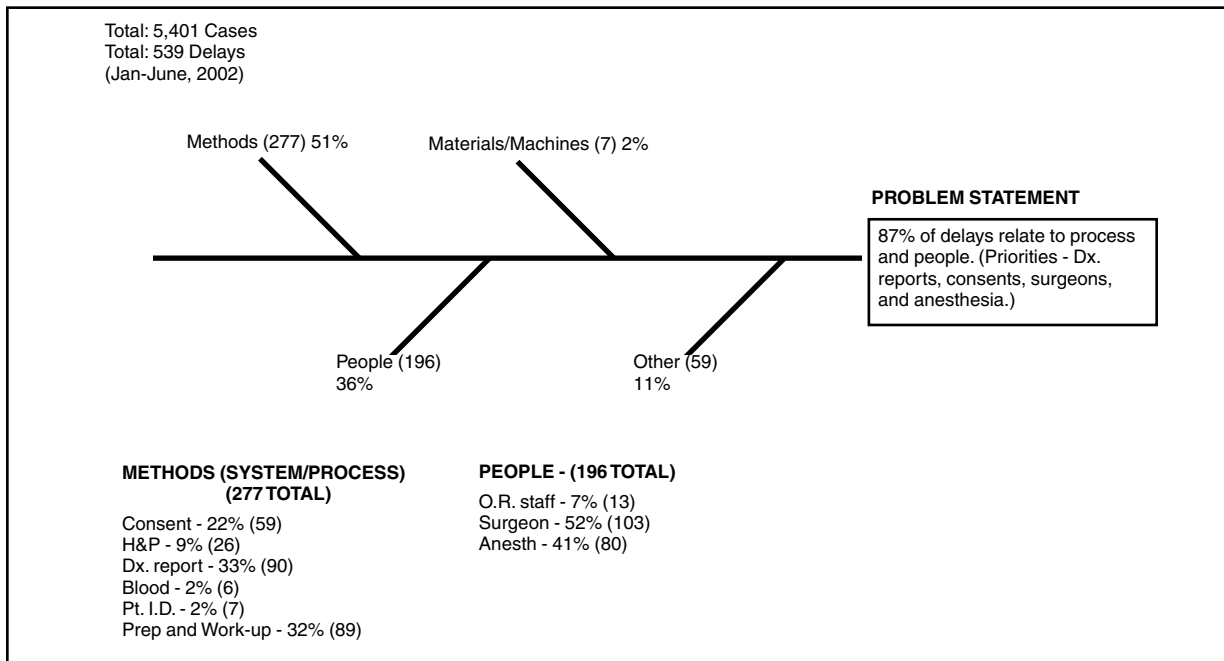 Total: 5,401 Cases
Total: 539 Delays
(Jan-June, 2002)
Methods (277) 51%
Materials/Machines (7) 2%
PROBLEM STATEMENT
87% of delays relate to process
and people. (Priorities - Dx.
reports, consents, surgeons,
and anesthesia.)
People (196)
36%
Other (59)
11%
METHODS (SYSTEM/PROCESS)
(277 TOTAL)
Consent - 22% (59)
H&P - 9% (26)
Dx. report - 33% (90)
Blood - 2% (6)
Pt. I.D. - 2% (7)
Prep and Work-up - 32% (89)
PEOPLE - (196 TOTAL)
O.R. staff - 7% (13)
Surgeon - 52% (103)
Anesth - 41% (80)